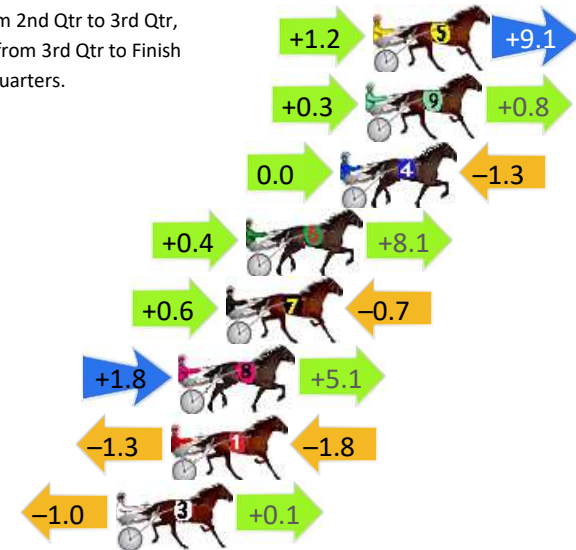 m 2nd Qtr to 3rd Qtr,
from 3rd Qtr to Finish
uarters.
+1.2 5 +9.1
+0.3 9 +0.8
0.0 4 –1.3
+0.4 6 +8.1
+0.6 7 –0.7
+1.8 8 +5.1
–1.3 1 –1.8
–1.0 3 +0.1